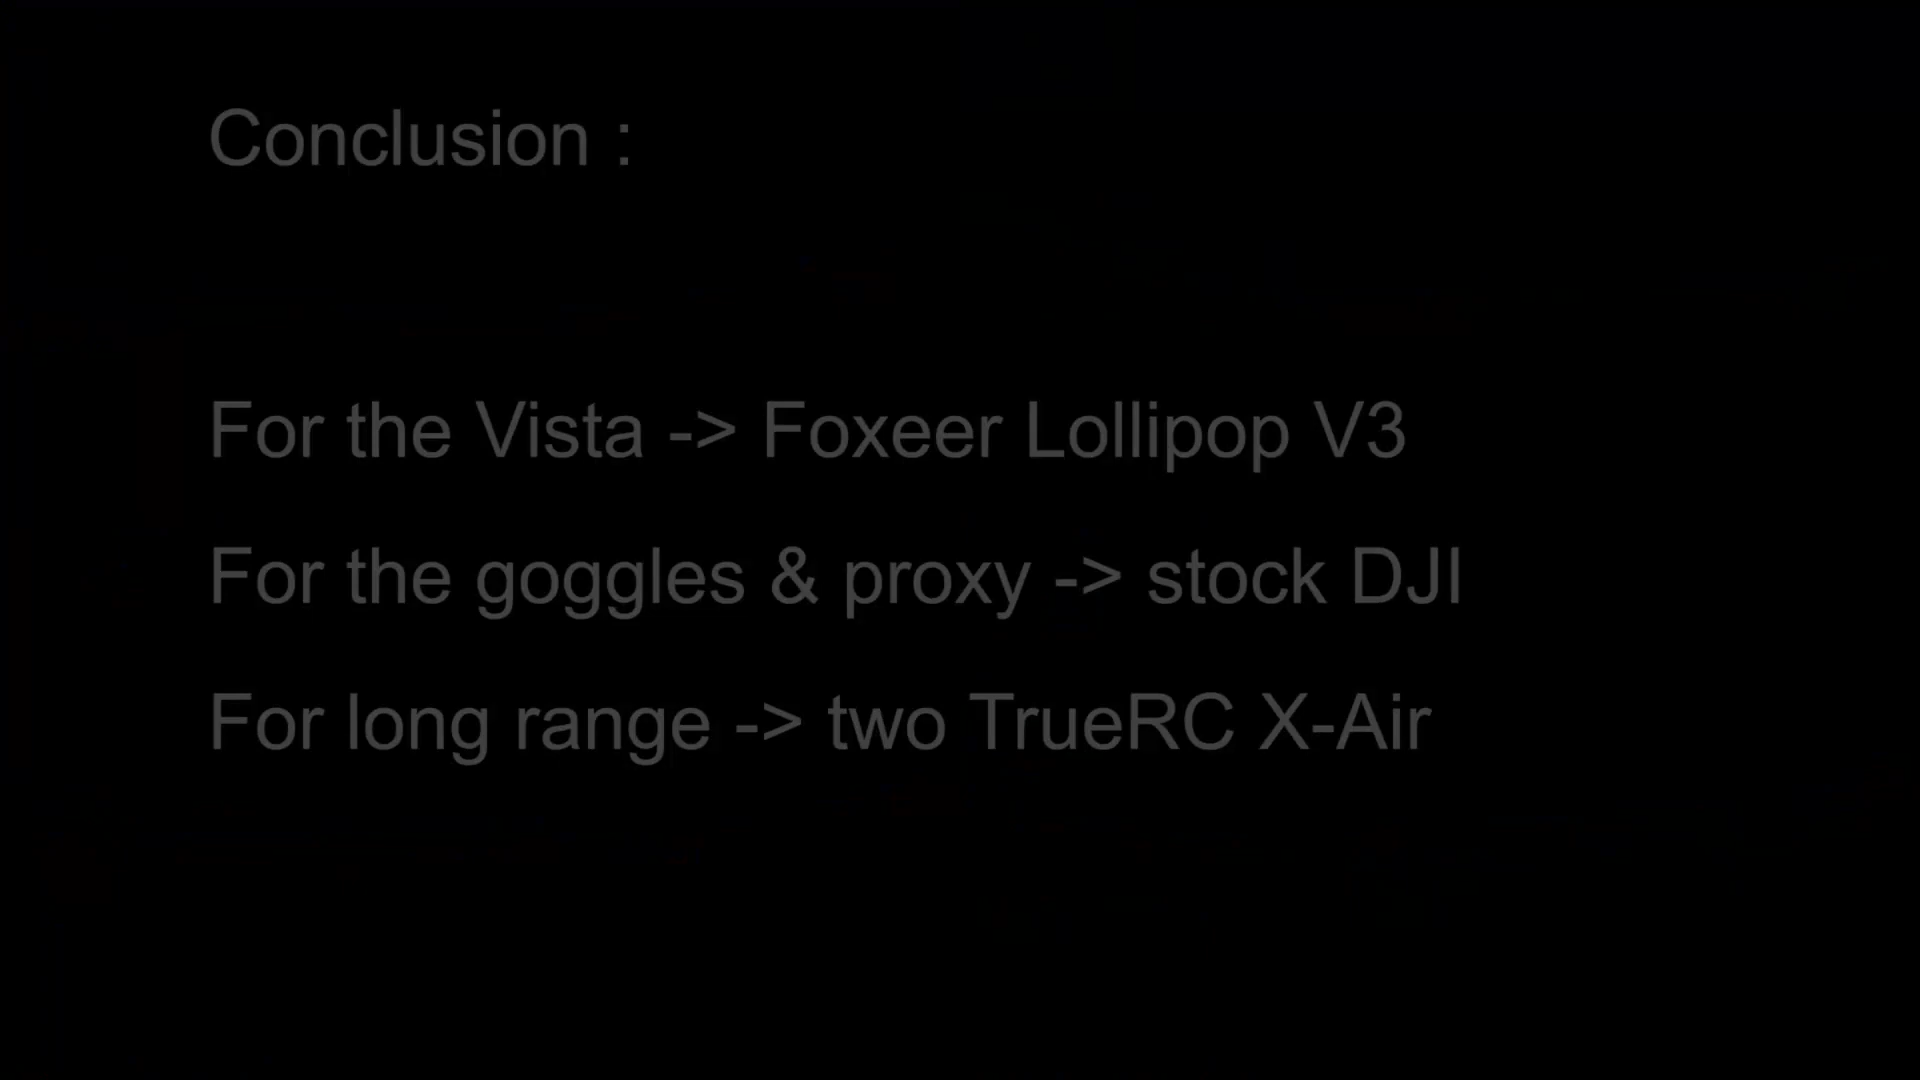 Conclusion :
For the Vista -> Foxeer Lollipop V3
For the goggles & proxy -> stock DJI
For long range -> two TrueRC X-Air